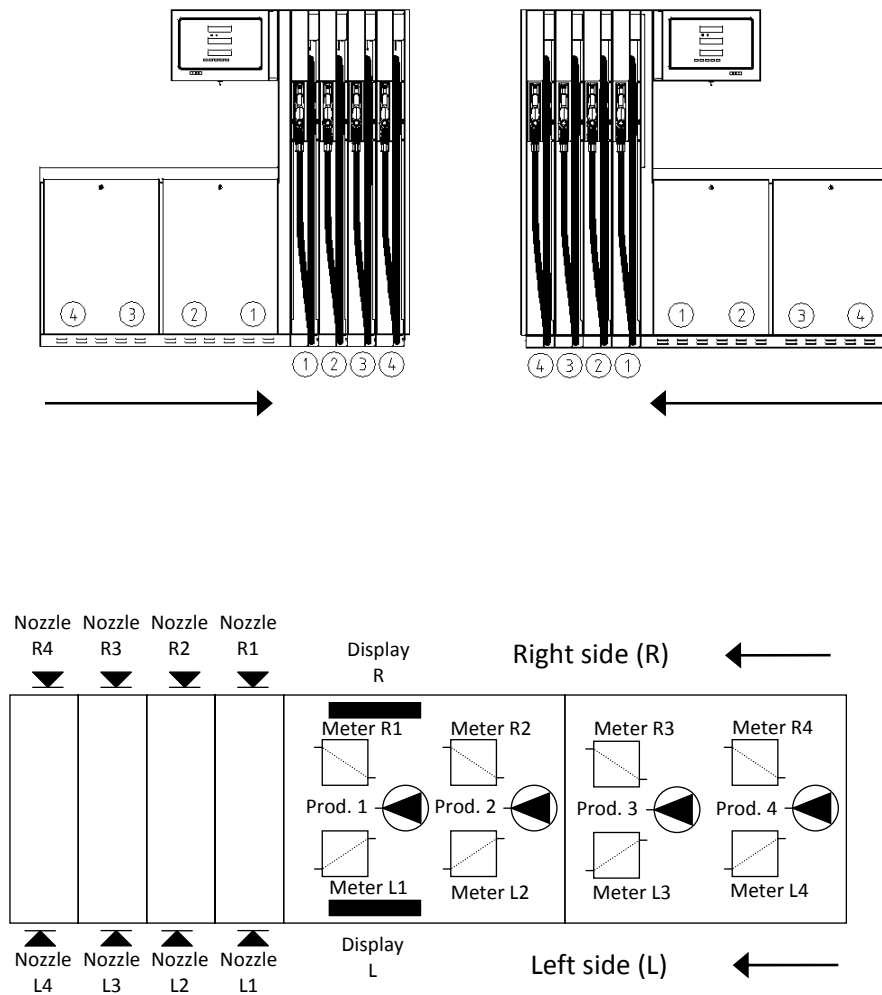 4 3 2 1
1 2 3 4
1 2 3 4
4 3 2 1
Nozzle Nozzle Nozzle Nozzle
R4 R3 R2 R1
Display
R
Right side (R)
Meter R1 Meter R2 Meter R3 Meter R4
Prod. 1 Prod. 2 Prod. 3 Prod. 4
Meter L1 Meter L2 Meter L3 Meter L4
Nozzle Nozzle Nozzle Nozzle
L4 L3 L2 L1
Display
L
Left side (L)